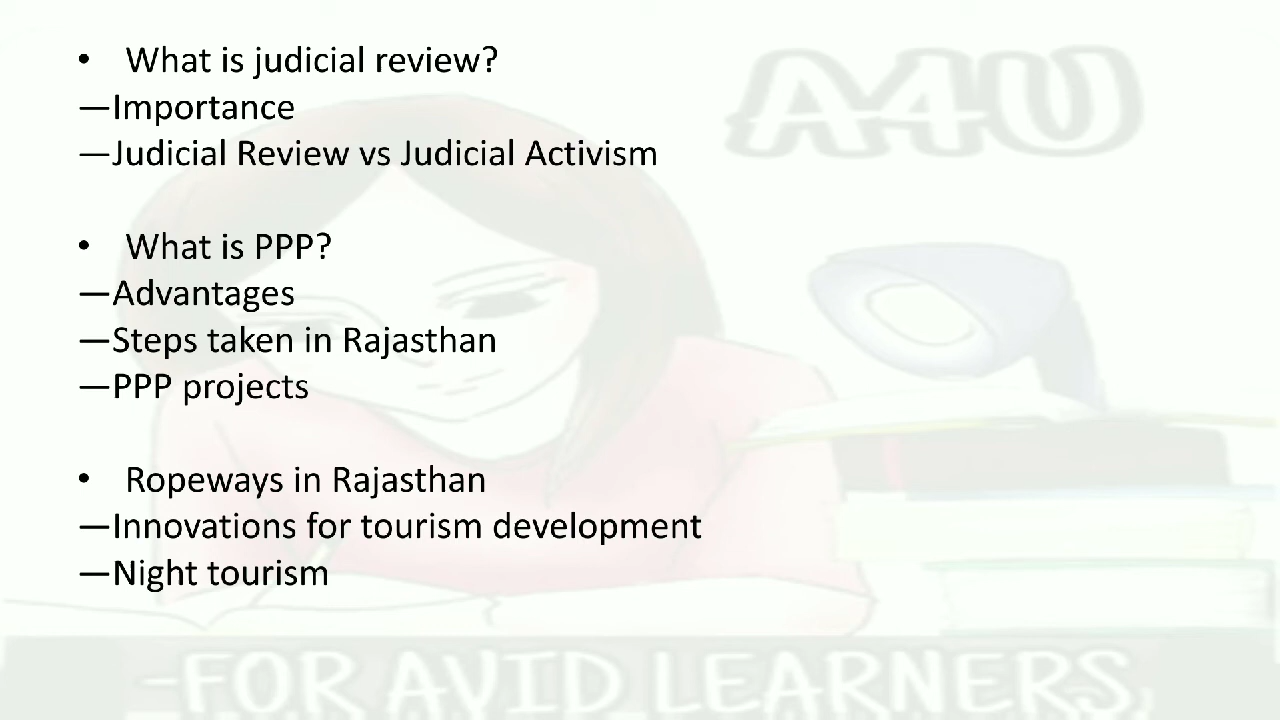 • What is judicial review?
—Importance
—Judicial Review vs Judicial Activism
• What is PPP?
—Advantages
—Steps taken in Rajasthan
—PPP projects
• Ropeways in Rajasthan
—Innovations for tourism development
—Night tourism
A4U
-FOR AVID LEARNERS